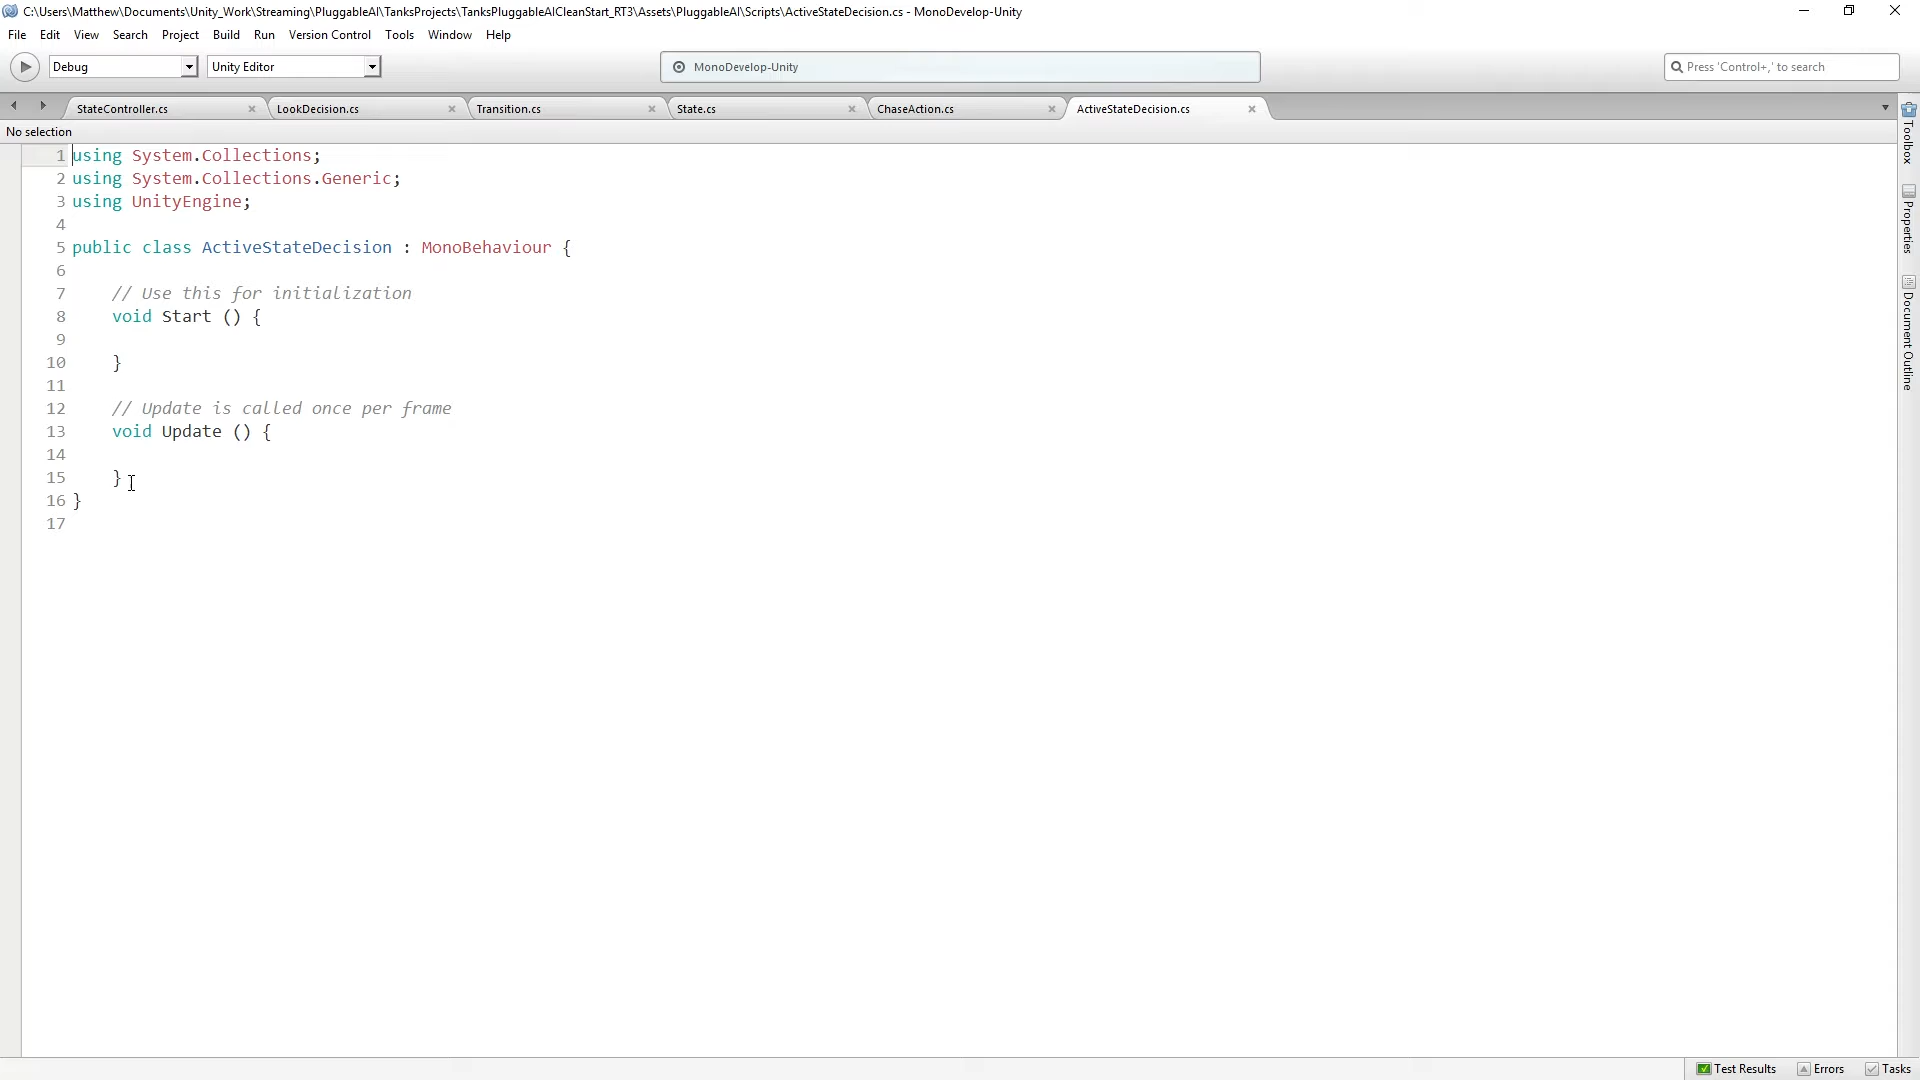 C:\Users\Matthew\Documents\Unity_Work\Streaming\PluggableAI\TanksProjects\TanksPluggableAICleanStart_RT3\Assets\PluggableAI\Scripts\ActiveStateDecision.cs - MonoDevelop-Unity
File Edit View Search Project Build Run Version Control Tools Window Help
Debug Unity Editor MonoDevelop-Unity Press 'Control+,' to search
StateController.cs LookDecision.cs Transition.cs State.cs ChaseAction.cs ActiveStateDecision.cs
No selection
1 using System.Collections;
2 using System.Collections.Generic;
3 using UnityEngine;
4
5 public class ActiveStateDecision : MonoBehaviour {
6
7 // Use this for initialization
8 void Start () {
9
10 }
11
12 // Update is called once per frame
13 void Update () {
14
15 }
16 }
17
Toolbox
Properties
Document Outline
Test Results Errors Tasks